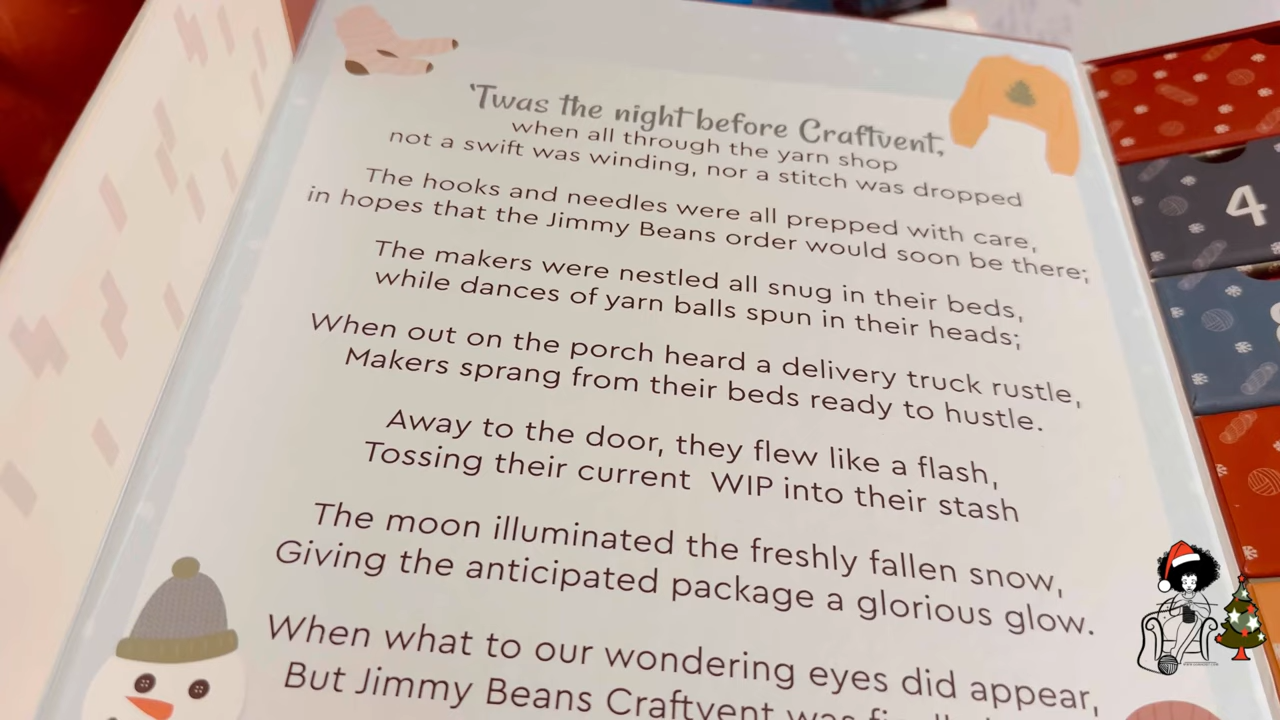 'Twas the night before Craftvent,
when all through the yarn shop
not a swift was winding, nor a stitch was dropped
The hooks and needles were all prepped with care,
in hopes that the Jimmy Beans order would soon be there;
The makers were nestled all snug in their beds,
while dances of yarn balls spun in their heads;
When out on the porch heard a delivery truck rustle,
Makers sprang from their beds ready to hustle.
Away to the door, they flew like a flash,
Tossing their current WIP into their stash
The moon illuminated the freshly fallen snow,
Giving the anticipated package a glorious glow.
When what to our wondering eyes did appear,
But Jimmy Beans Craftvent was
4